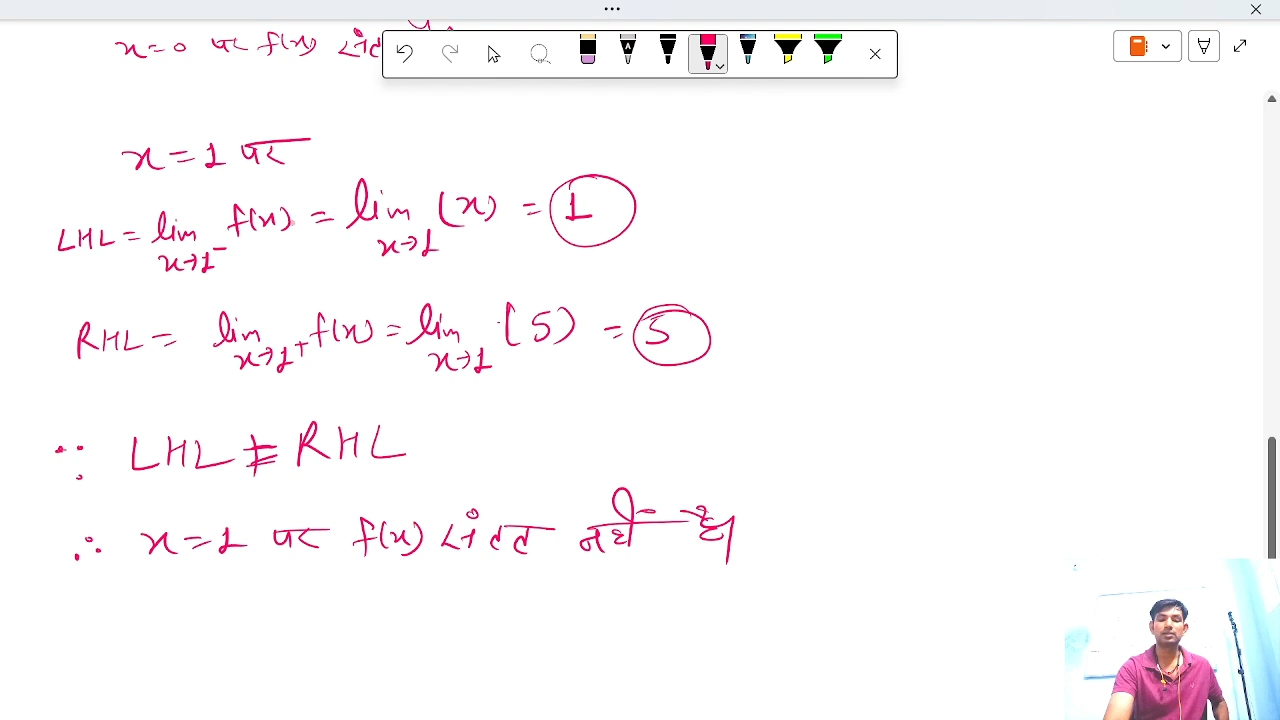 x=0 पर f(x) संत
x=1 पर
LHL = lim x→1⁻ f(x) = lim x→1 (x) = 1
RHL = lim x→1+ f(x) = lim x→1 (5) = 5
∵ LHL ≠ RHL
∴ x=1 पर f(x) संतत नही है।